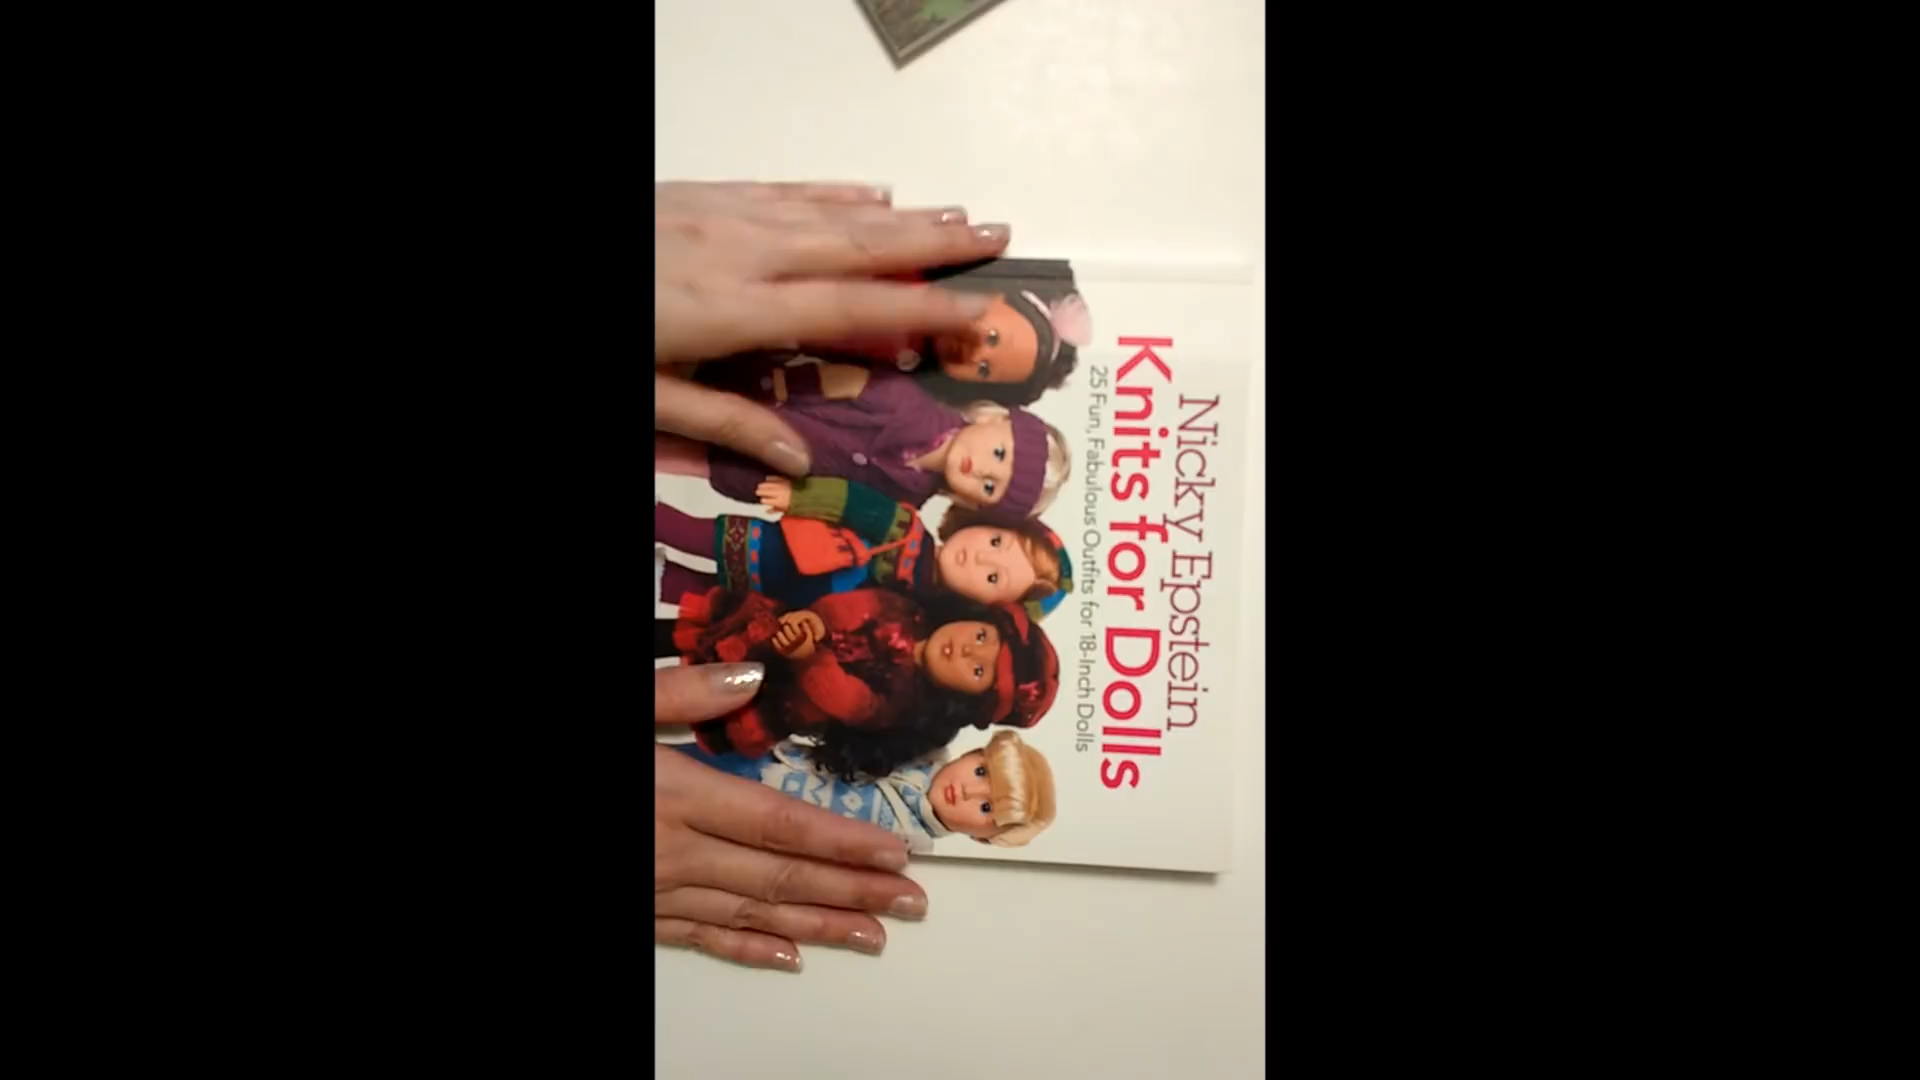 Nicky Epstein
Knits for Dolls
25 Fun, Fabulous Outfits for 18-Inch Dolls